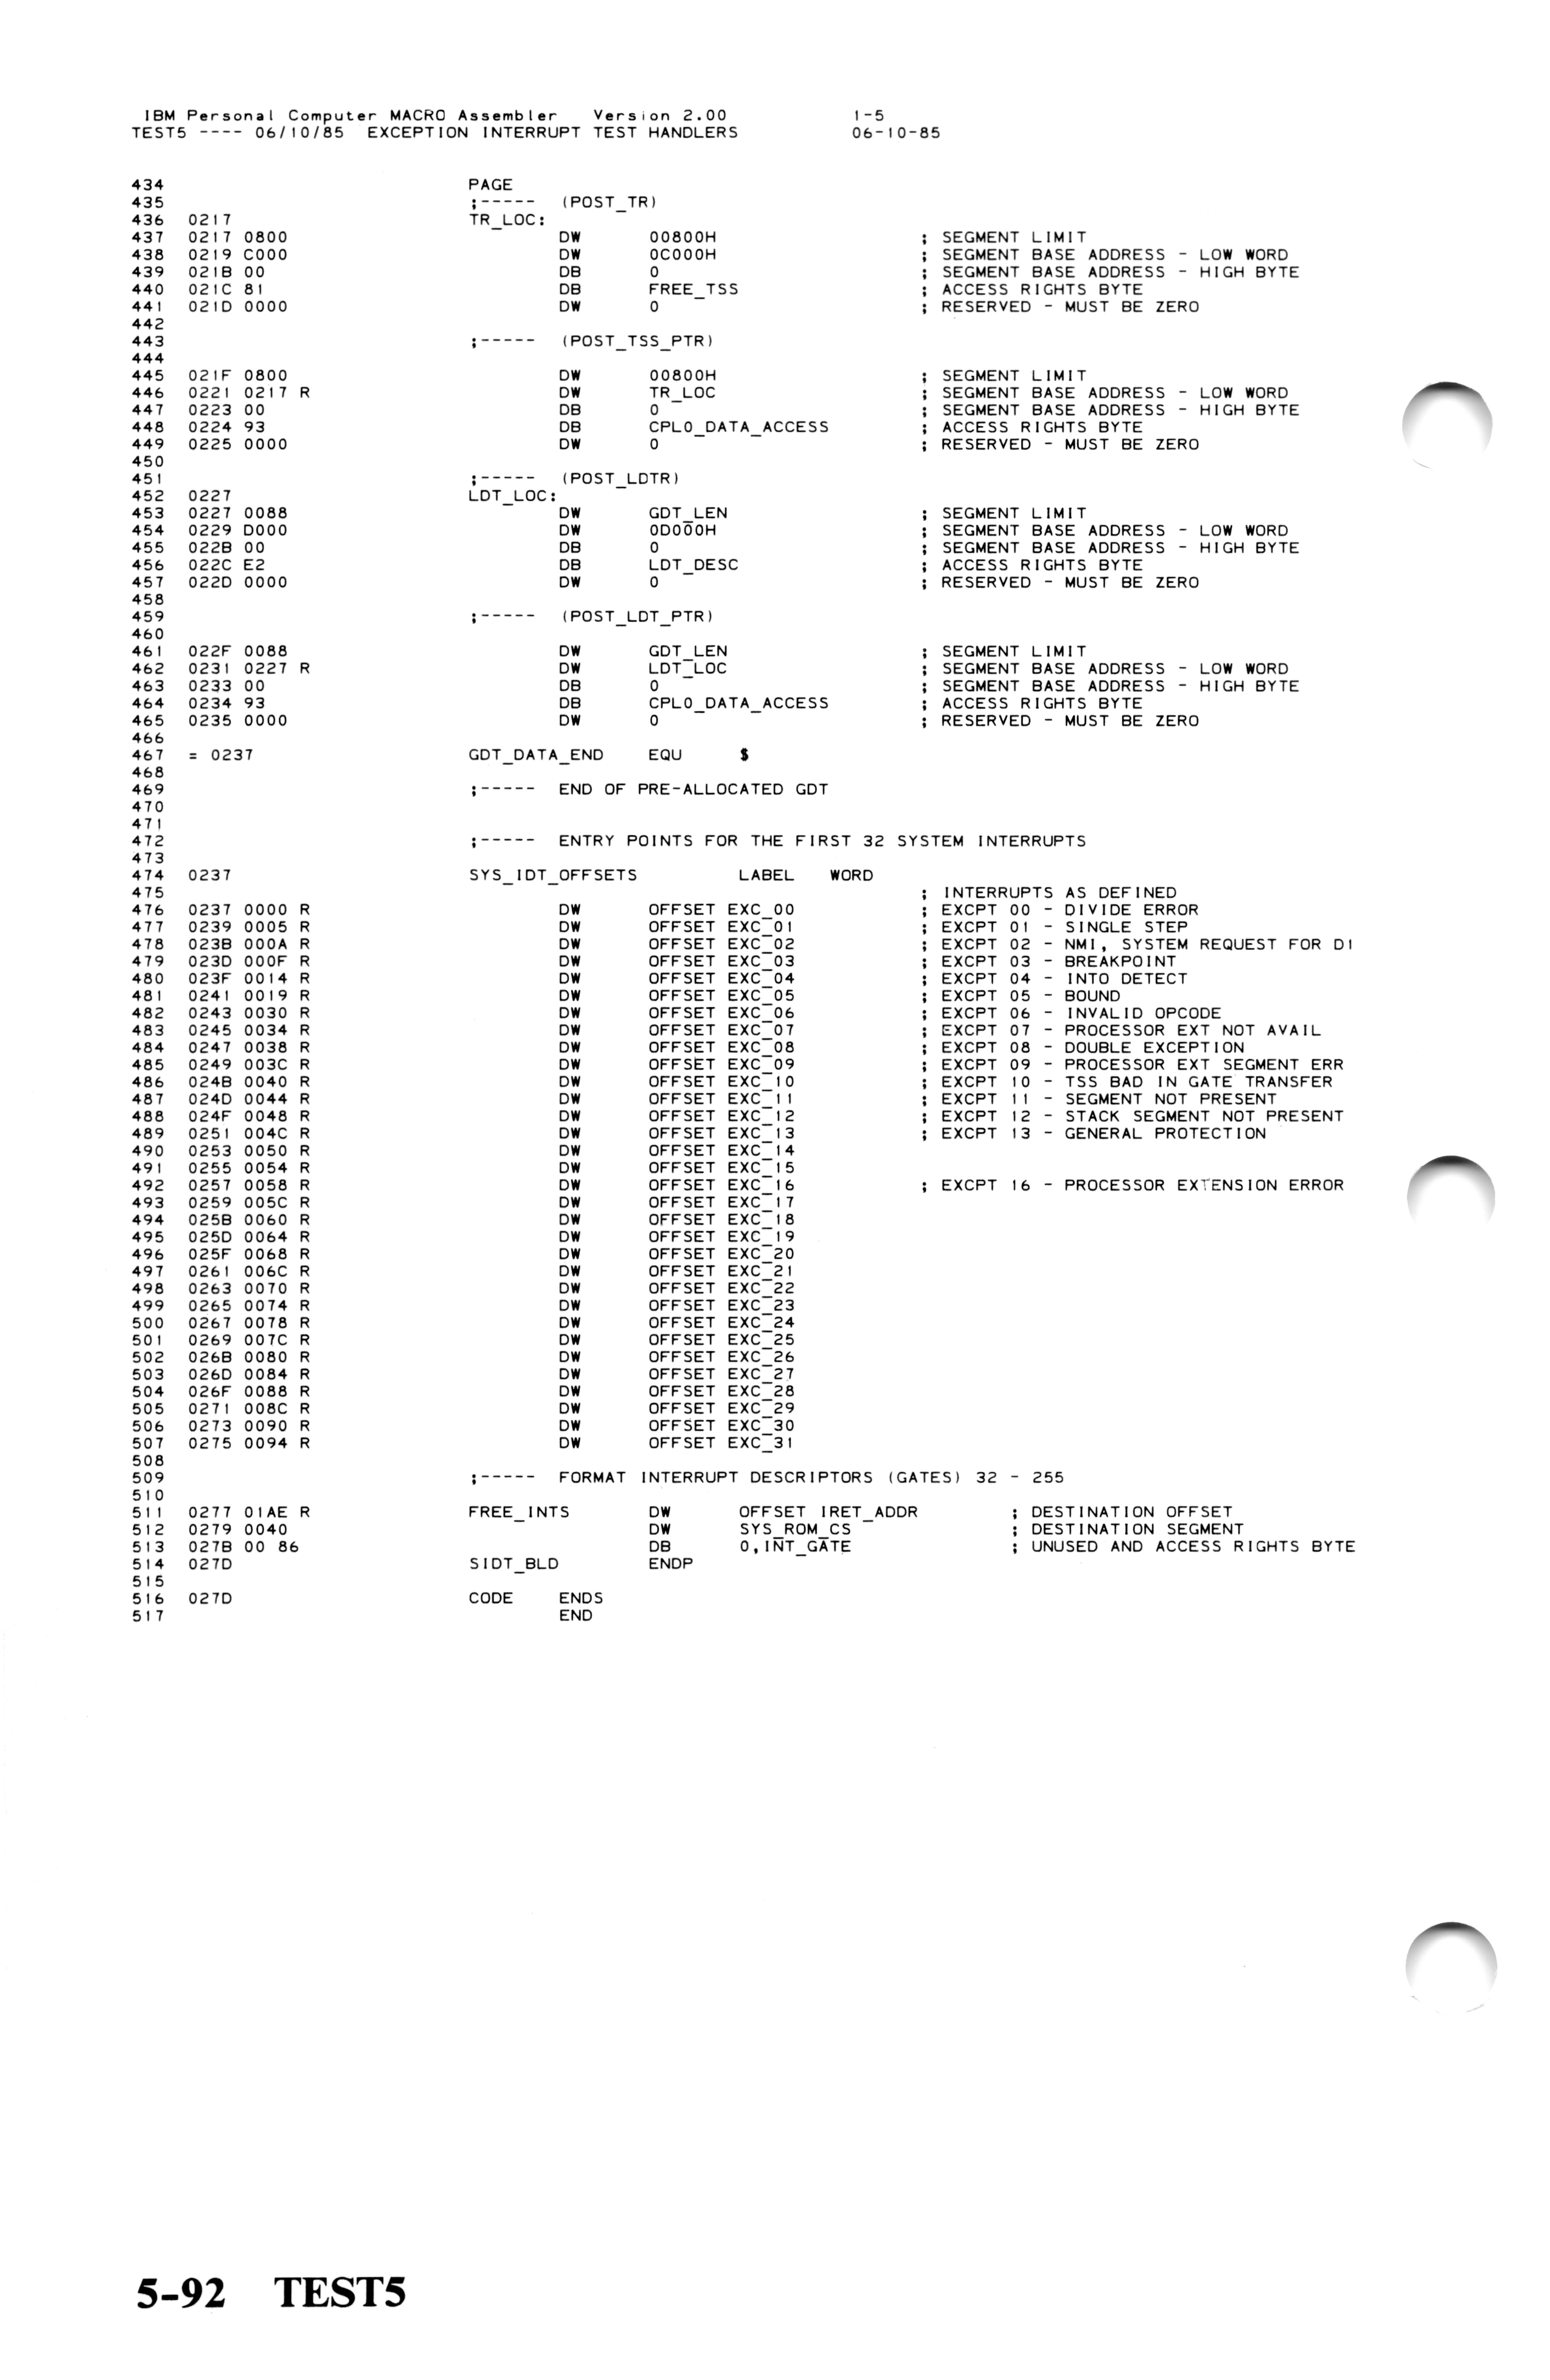 IBM Personal Computer MACRO Assembler   Version 2.00             1-5
TEST5 ---- 06/10/85  EXCEPTION INTERRUPT TEST HANDLERS           06-10-85
434                          PAGE
435                          ;-----  (POST_TR)
436  0217                    TR_LOC:
437  0217 0800                       DW      00800H                  ; SEGMENT LIMIT
438  0219 C000                       DW      0C000H                  ; SEGMENT BASE ADDRESS - LOW WORD
439  021B 00                         DB      0                       ; SEGMENT BASE ADDRESS - HIGH BYTE
440  021C 81                         DB      FREE_TSS                ; ACCESS RIGHTS BYTE
441  021D 0000                       DW      0                       ; RESERVED - MUST BE ZERO
442
443                          ;-----  (POST_TSS_PTR)
444
445  021F 0800                       DW      00800H                  ; SEGMENT LIMIT
446  0221 0217 R                     DW      TR_LOC                  ; SEGMENT BASE ADDRESS - LOW WORD
447  0223 00                         DB      0                       ; SEGMENT BASE ADDRESS - HIGH BYTE
448  0224 93                         DB      CPL0_DATA_ACCESS        ; ACCESS RIGHTS BYTE
449  0225 0000                       DW      0                       ; RESERVED - MUST BE ZERO
450
451                          ;-----  (POST_LDTR)
452  0227                    LDT_LOC:
453  0227 0088                       DW      GDT_LEN                 ; SEGMENT LIMIT
454  0229 D000                       DW      0D000H                  ; SEGMENT BASE ADDRESS - LOW WORD
455  022B 00                         DB      0                       ; SEGMENT BASE ADDRESS - HIGH BYTE
456  022C E2                         DB      LDT_DESC                ; ACCESS RIGHTS BYTE
457  022D 0000                       DW      0                       ; RESERVED - MUST BE ZERO
458
459                          ;-----  (POST_LDT_PTR)
460
461  022F 0088                       DW      GDT_LEN                 ; SEGMENT LIMIT
462  0231 0227 R                     DW      LDT_LOC                 ; SEGMENT BASE ADDRESS - LOW WORD
463  0233 00                         DB      0                       ; SEGMENT BASE ADDRESS - HIGH BYTE
464  0234 93                         DB      CPL0_DATA_ACCESS        ; ACCESS RIGHTS BYTE
465  0235 0000                       DW      0                       ; RESERVED - MUST BE ZERO
466
467  = 0237                  GDT_DATA_END    EQU     $
468
469                          ;-----  END OF PRE-ALLOCATED GDT
470
471
472                          ;-----  ENTRY POINTS FOR THE FIRST 32 SYSTEM INTERRUPTS
473
474  0237                    SYS_IDT_OFFSETS         LABEL   WORD
475                                                                  ; INTERRUPTS AS DEFINED
476  0237 0000 R                     DW      OFFSET EXC_00           ; EXCPT 00 - DIVIDE ERROR
477  0239 0005 R                     DW      OFFSET EXC_01           ; EXCPT 01 - SINGLE STEP
478  023B 000A R                     DW      OFFSET EXC_02           ; EXCPT 02 - NMI, SYSTEM REQUEST FOR DI
479  023D 000F R                     DW      OFFSET EXC_03           ; EXCPT 03 - BREAKPOINT
480  023F 0014 R                     DW      OFFSET EXC_04           ; EXCPT 04 - INTO DETECT
481  0241 0019 R                     DW      OFFSET EXC_05           ; EXCPT 05 - BOUND
482  0243 0030 R                     DW      OFFSET EXC_06           ; EXCPT 06 - INVALID OPCODE
483  0245 0034 R                     DW      OFFSET EXC_07           ; EXCPT 07 - PROCESSOR EXT NOT AVAIL
484  0247 0038 R                     DW      OFFSET EXC_08           ; EXCPT 08 - DOUBLE EXCEPTION
485  0249 003C R                     DW      OFFSET EXC_09           ; EXCPT 09 - PROCESSOR EXT SEGMENT ERR
486  024B 0040 R                     DW      OFFSET EXC_10           ; EXCPT 10 - TSS BAD IN GATE TRANSFER
487  024D 0044 R                     DW      OFFSET EXC_11           ; EXCPT 11 - SEGMENT NOT PRESENT
488  024F 0048 R                     DW      OFFSET EXC_12           ; EXCPT 12 - STACK SEGMENT NOT PRESENT
489  0251 004C R                     DW      OFFSET EXC_13           ; EXCPT 13 - GENERAL PROTECTION
490  0253 0050 R                     DW      OFFSET EXC_14
491  0255 0054 R                     DW      OFFSET EXC_15
492  0257 0058 R                     DW      OFFSET EXC_16           ; EXCPT 16 - PROCESSOR EXTENSION ERROR
493  0259 005C R                     DW      OFFSET EXC_17
494  025B 0060 R                     DW      OFFSET EXC_18
495  025D 0064 R                     DW      OFFSET EXC_19
496  025F 0068 R                     DW      OFFSET EXC_20
497  0261 006C R                     DW      OFFSET EXC_21
498  0263 0070 R                     DW      OFFSET EXC_22
499  0265 0074 R                     DW      OFFSET EXC_23
500  0267 0078 R                     DW      OFFSET EXC_24
501  0269 007C R                     DW      OFFSET EXC_25
502  026B 0080 R                     DW      OFFSET EXC_26
503  026D 0084 R                     DW      OFFSET EXC_27
504  026F 0088 R                     DW      OFFSET EXC_28
505  0271 008C R                     DW      OFFSET EXC_29
506  0273 0090 R                     DW      OFFSET EXC_30
507  0275 0094 R                     DW      OFFSET EXC_31
508
509                          ;-----  FORMAT INTERRUPT DESCRIPTORS (GATES) 32 - 255
510
511  0277 01AE R             FREE_INTS       DW      OFFSET IRET_ADDR        ; DESTINATION OFFSET
512  0279 0040                               DW      SYS_ROM_CS              ; DESTINATION SEGMENT
513  027B 00 86                              DB      0,INT_GATE              ; UNUSED AND ACCESS RIGHTS BYTE
514  027D                    SIDT_BLD        ENDP
515
516  027D                    CODE    ENDS
517                                  END
5-92   TEST5